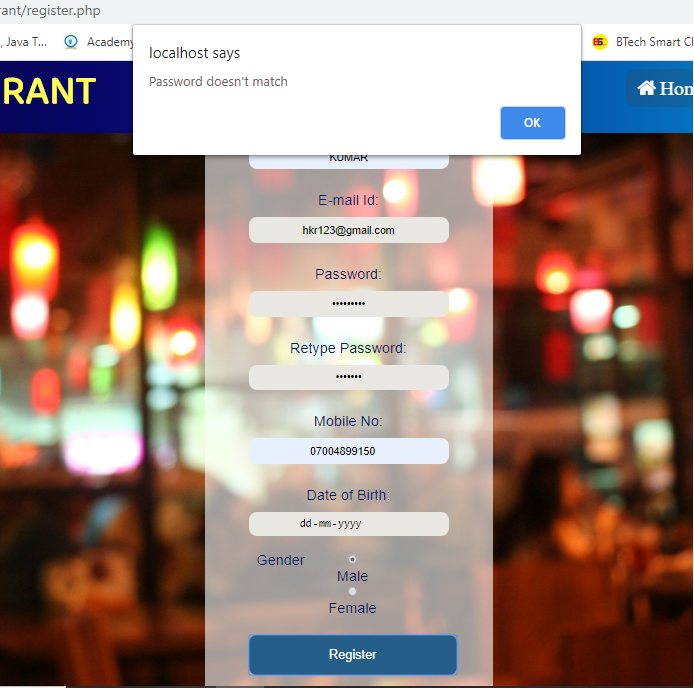 rant/register.php
, Java T...
Academy
BTech Smart Cl
localhost says
Password doesn't match
OK
RANT
Hom
KUMAR
E-mail Id:
hkr123@gmail.com
Password:
•••••••••
Retype Password:
•••••••
Mobile No:
07004899150
Date of Birth:
dd-mm-yyyy
Gender
Male
Female
Register